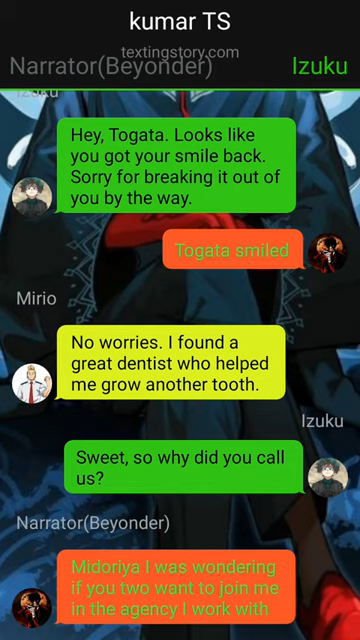 kumar TS
textingstory.com
Narrator(Beyonder)
Izuku
Izuku
Hey, Togata. Looks like
you got your smile back.
Sorry for breaking it out of
you by the way.
Togata smiled
Mirio
No worries. I found a
great dentist who helped
me grow another tooth.
Izuku
Sweet, so why did you call
us?
Narrator(Beyonder)
Midoriya I was wondering
if you two want to join me
in the agency I work with